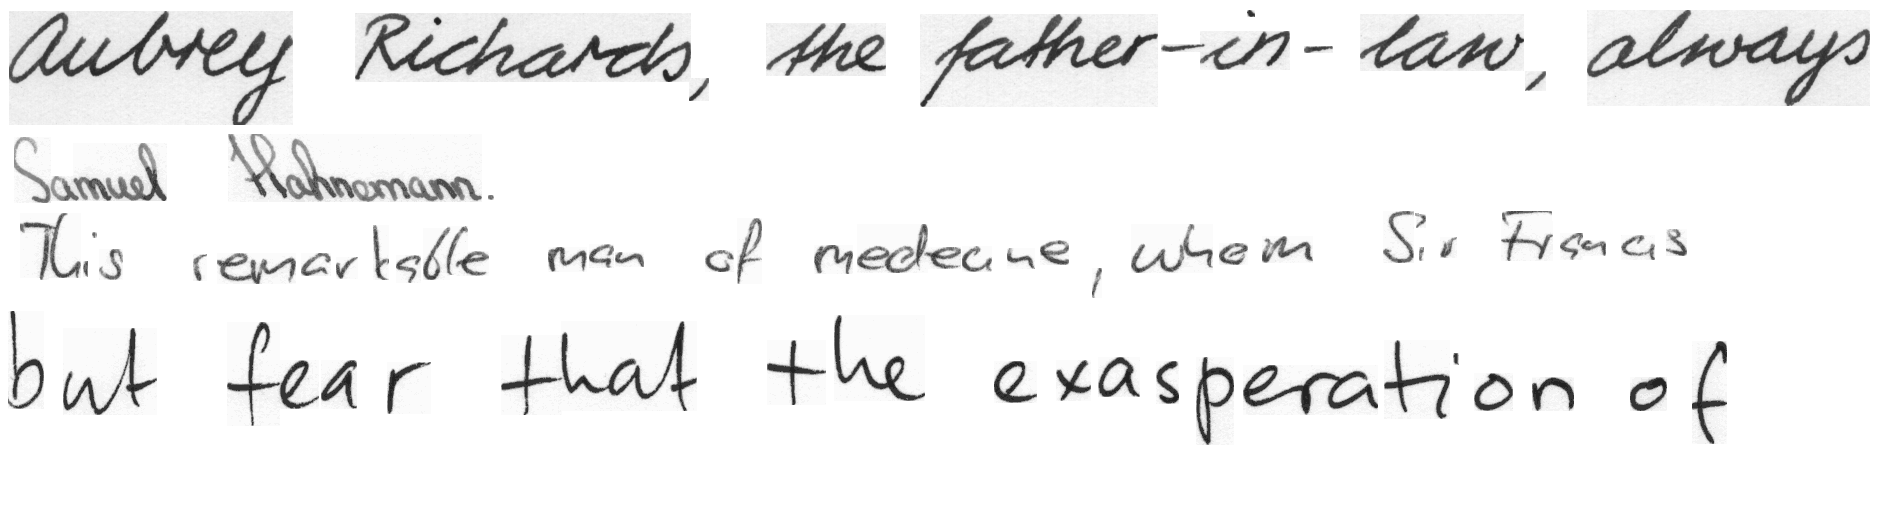 Aubrey Richards, the father-in-law, always
Samuel Hahnemann.
This remarkable man of medecine, whom Sir Francis
but fear that the exasperation of